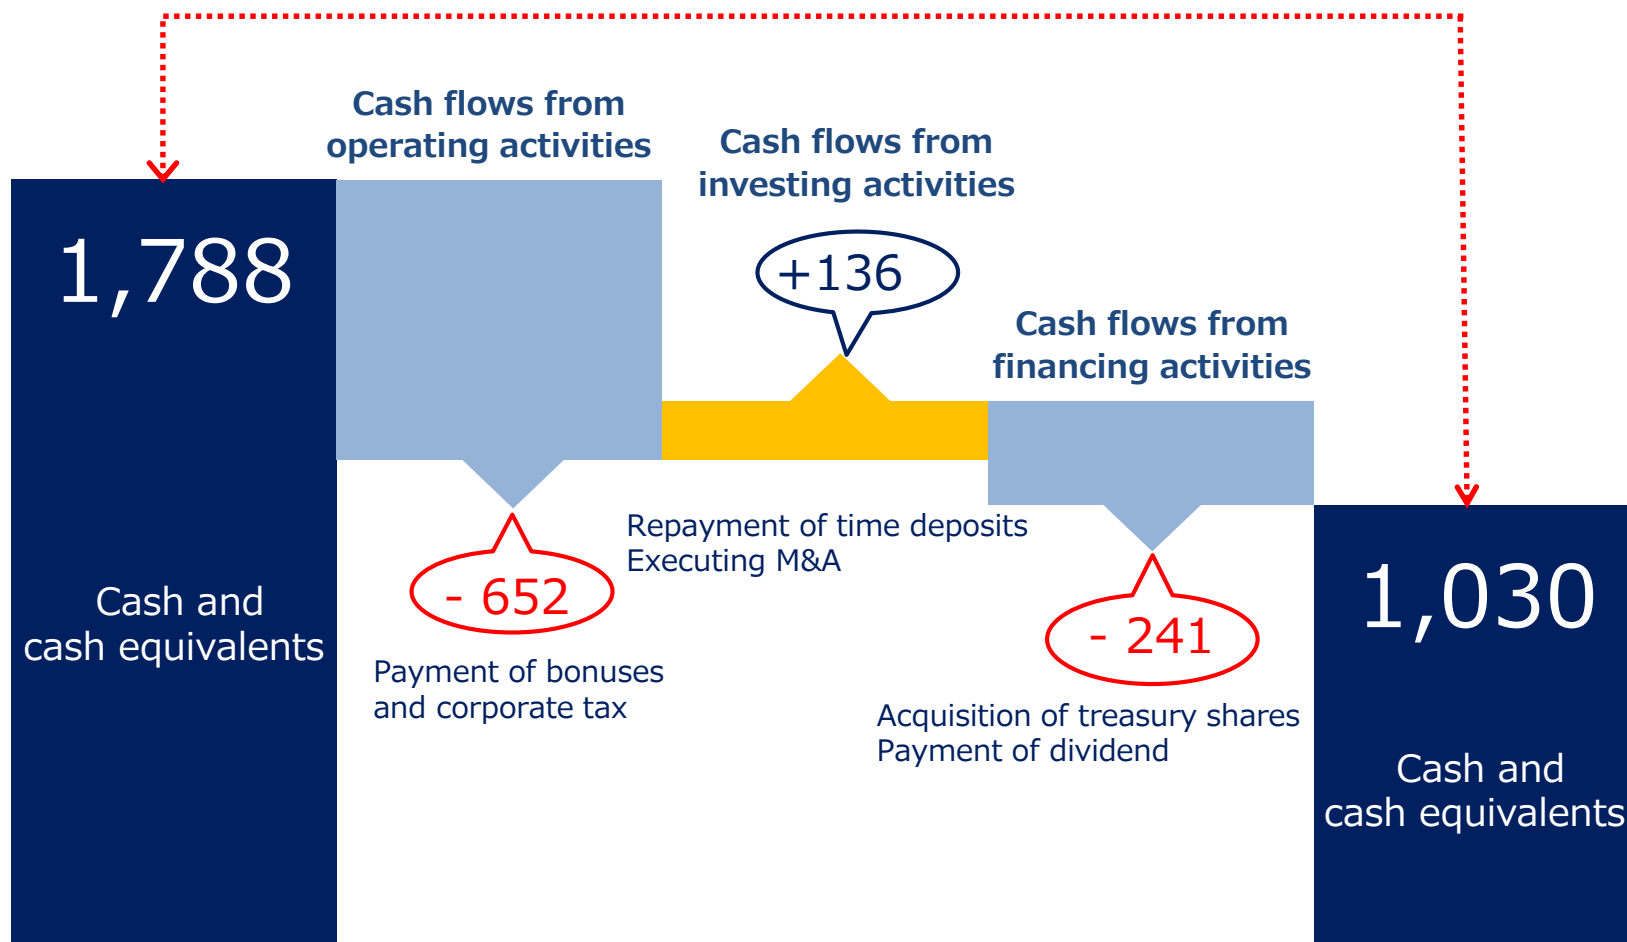 Cash flows from
operating activities
Cash flows from
investing activities
1,788
+136
Cash flows from
financing activities
Repayment of time deposits
Executing M&A
- 652
Cash and
cash equivalents
Payment of bonuses
and corporate tax
- 241
Acquisition of treasury shares
Payment of dividend
1,030
Cash and
cash equivalents